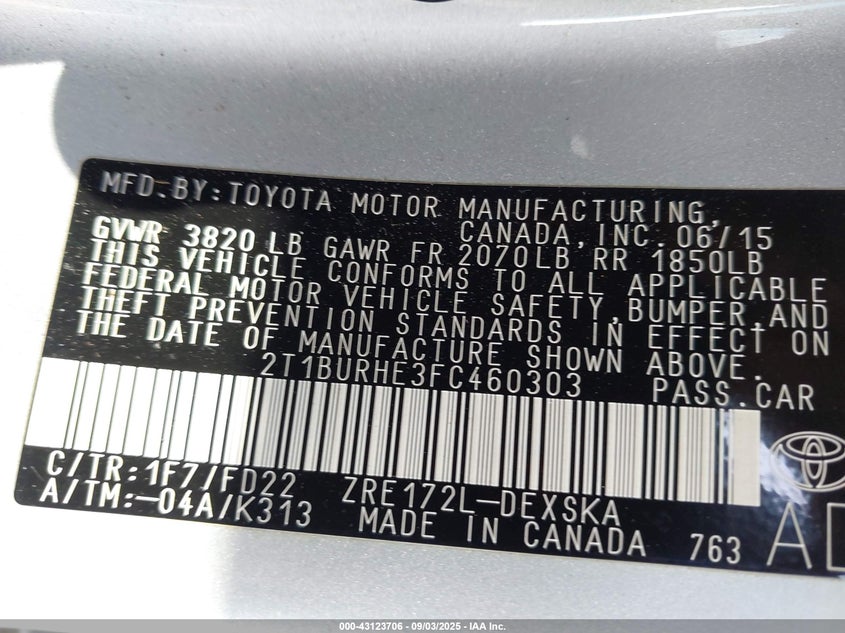 MFD.BY:TOYOTA MOTOR MANUFACTURING,
CANADA,INC. 06/15
GVWR 3820 LB GAWR FR 2070LB RR 1850LB
THIS VEHICLE CONFORMS TO ALL APPLICABLE
FEDERAL MOTOR VEHICLE SAFETY,BUMPER,AND
THEFT PREVENTION STANDARDS IN EFFECT ON
THE DATE OF MANUFACTURE SHOWN ABOVE.
2T1BURHE3FC460303 PASS.CAR
C/TR:1F7/FD22 ZRE172L-DEXSKA
A/TM:-04A/K313 MADE IN CANADA 763 A
000-43123706 - 09/03/2025 - IAA Inc.